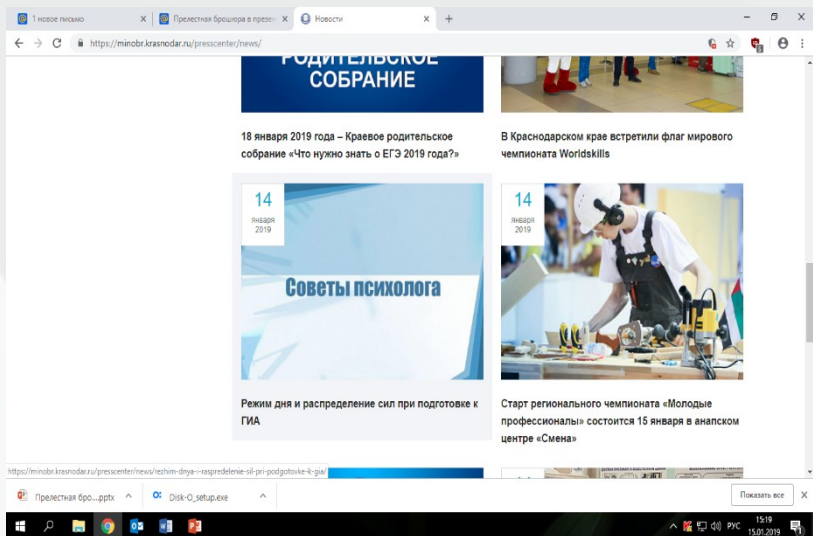 1 новое письмо
Прелестная брошюра в презен
Новости
https://minobr.krasnodar.ru/presscenter/news/
РОДИТЕЛЬСКОЕ
СОБРАНИЕ
18 января 2019 года – Краевое родительское
собрание «Что нужно знать о ЕГЭ 2019 года?»
В Краснодарском крае встретили флаг мирового
чемпионата Worldskills
14
января
2019
Советы психолога
Режим дня и распределение сил при подготовке к
ГИА
14
января
2019
Старт регионального чемпионата «Молодые
профессионалы» состоится 15 января в анапском
центре «Смена»
https://minobr.krasnodar.ru/presscenter/news/rezhim-dnya-i-raspredelenie-sil-pri-podgotovke-k-gia/
Прелестная бро....pptx
Disk-O_setup.exe
Показать все
РУС
15:19
15.01.2019